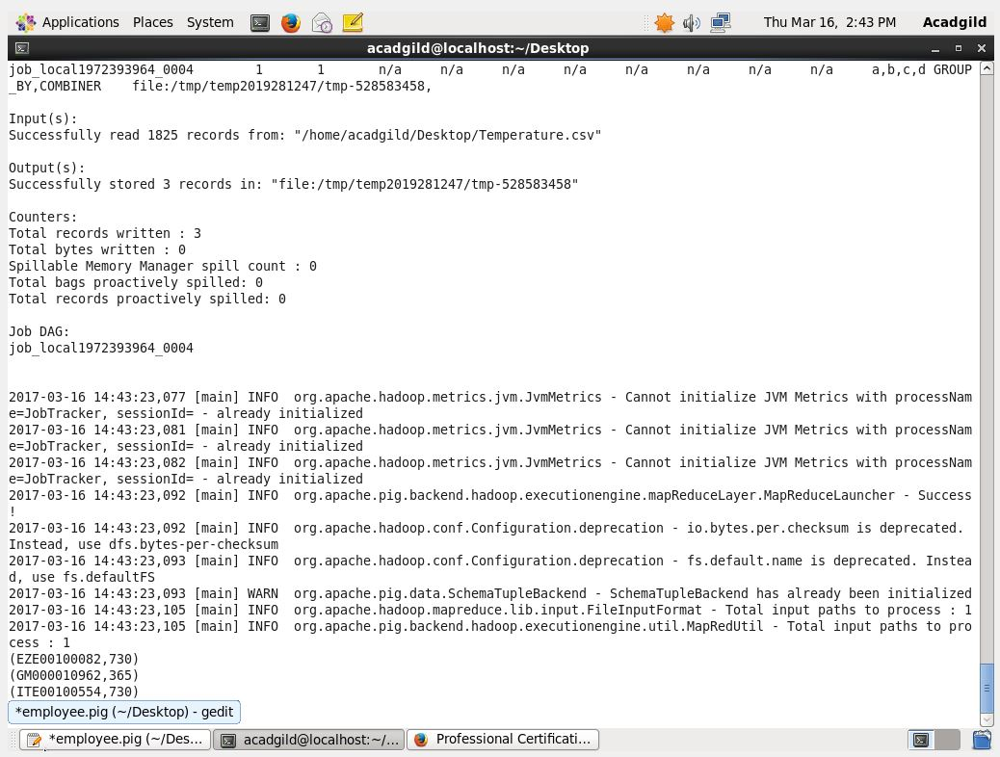 Applications Places System Thu Mar 16, 2:43 PM Acadgild
acadgild@localhost:~/Desktop
job_local1972393964_0004 1 1 n/a n/a n/a n/a n/a n/a n/a n/a a,b,c,d GROUP
_BY,COMBINER file:/tmp/temp2019281247/tmp-528583458,
Input(s):
Successfully read 1825 records from: "/home/acadgild/Desktop/Temperature.csv"
Output(s):
Successfully stored 3 records in: "file:/tmp/temp2019281247/tmp-528583458"
Counters:
Total records written : 3
Total bytes written : 0
Spillable Memory Manager spill count : 0
Total bags proactively spilled: 0
Total records proactively spilled: 0
Job DAG:
job_local1972393964_0004
2017-03-16 14:43:23,077 [main] INFO org.apache.hadoop.metrics.jvm.JvmMetrics - Cannot initialize JVM Metrics with processNam
e=JobTracker, sessionId= - already initialized
2017-03-16 14:43:23,081 [main] INFO org.apache.hadoop.metrics.jvm.JvmMetrics - Cannot initialize JVM Metrics with processNam
e=JobTracker, sessionId= - already initialized
2017-03-16 14:43:23,082 [main] INFO org.apache.hadoop.metrics.jvm.JvmMetrics - Cannot initialize JVM Metrics with processNam
e=JobTracker, sessionId= - already initialized
2017-03-16 14:43:23,092 [main] INFO org.apache.pig.backend.hadoop.executionengine.mapReduceLayer.MapReduceLauncher - Success
!
2017-03-16 14:43:23,092 [main] INFO org.apache.hadoop.conf.Configuration.deprecation - io.bytes.per.checksum is deprecated.
Instead, use dfs.bytes-per-checksum
2017-03-16 14:43:23,093 [main] INFO org.apache.hadoop.conf.Configuration.deprecation - fs.default.name is deprecated. Instea
d, use fs.defaultFS
2017-03-16 14:43:23,093 [main] WARN org.apache.pig.data.SchemaTupleBackend - SchemaTupleBackend has already been initialized
2017-03-16 14:43:23,105 [main] INFO org.apache.hadoop.mapreduce.lib.input.FileInputFormat - Total input paths to process : 1
2017-03-16 14:43:23,105 [main] INFO org.apache.pig.backend.hadoop.executionengine.util.MapRedUtil - Total input paths to pro
cess : 1
(EZE00100082,730)
(GM000010962,365)
(ITE00100554,730)
*employee.pig (~/Desktop) - gedit
*employee.pig (~/Des... acadgild@localhost:~/... Professional Certificati...